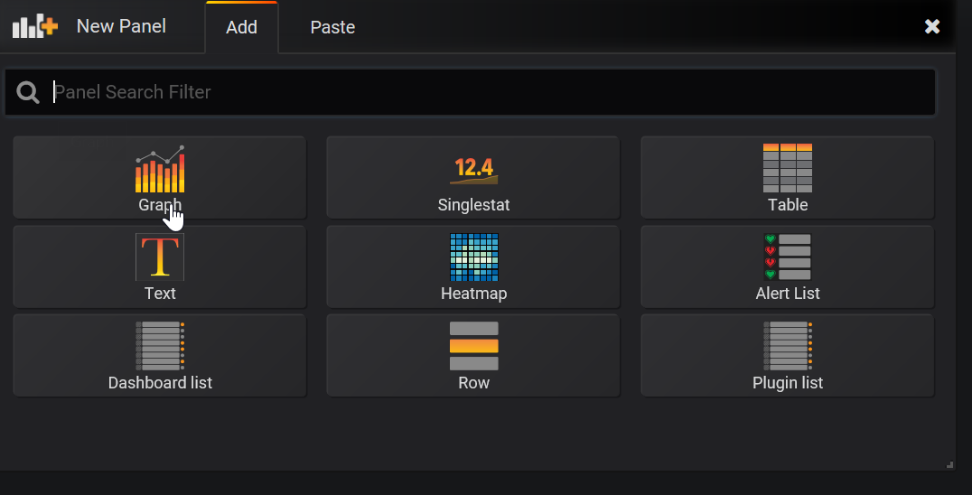 New Panel
Add
Paste
Panel Search Filter
Graph
12.4
Singlestat
Table
T
Text
Heatmap
Alert List
Dashboard list
Row
Plugin list